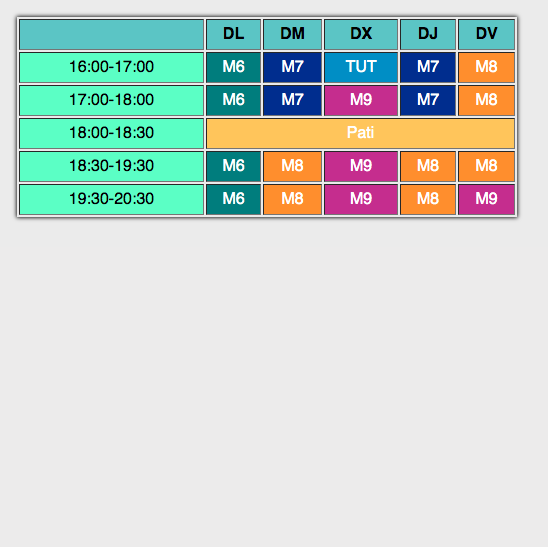 DL DM DX DJ DV
16:00-17:00 M6 M7 TUT M7 M8
17:00-18:00 M6 M7 M9 M7 M8
18:00-18:30 Pati
18:30-19:30 M6 M8 M9 M8 M8
19:30-20:30 M6 M8 M9 M8 M9